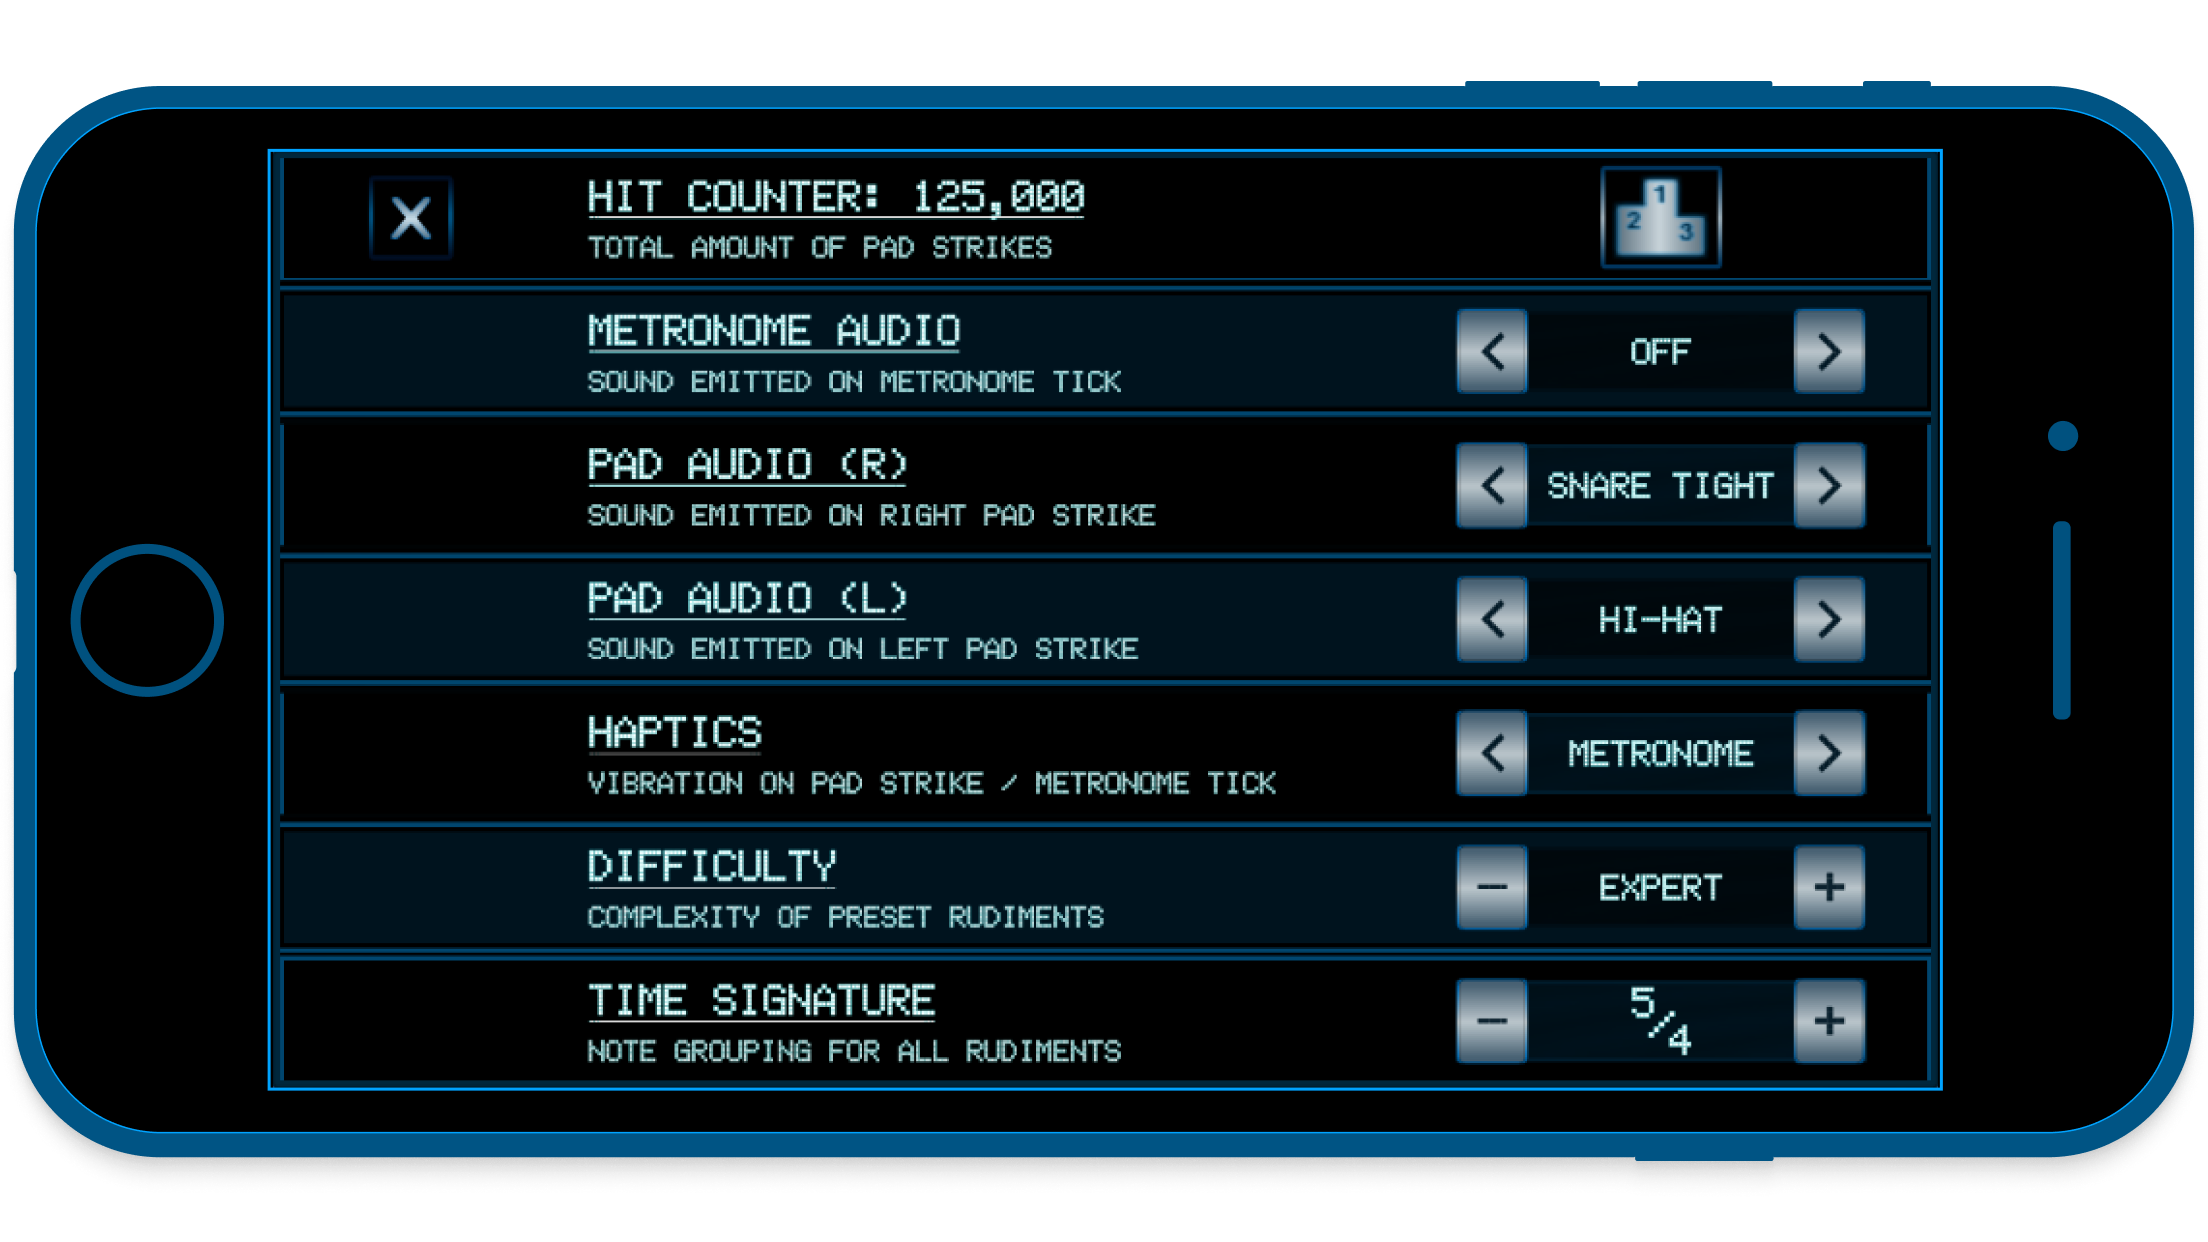 X
HIT COUNTER: 125,000
TOTAL AMOUNT OF PAD STRIKES
1
2
3
METRONOME AUDIO
SOUND EMITTED ON METRONOME TICK
< OFF >
PAD AUDIO (R)
SOUND EMITTED ON RIGHT PAD STRIKE
< SNARE TIGHT >
PAD AUDIO (L)
SOUND EMITTED ON LEFT PAD STRIKE
< HI-HAT >
HAPTICS
VIBRATION ON PAD STRIKE / METRONOME TICK
< METRONOME >
DIFFICULTY
COMPLEXITY OF PRESET RUDIMENTS
− EXPERT +
TIME SIGNATURE
NOTE GROUPING FOR ALL RUDIMENTS
− 5/4 +